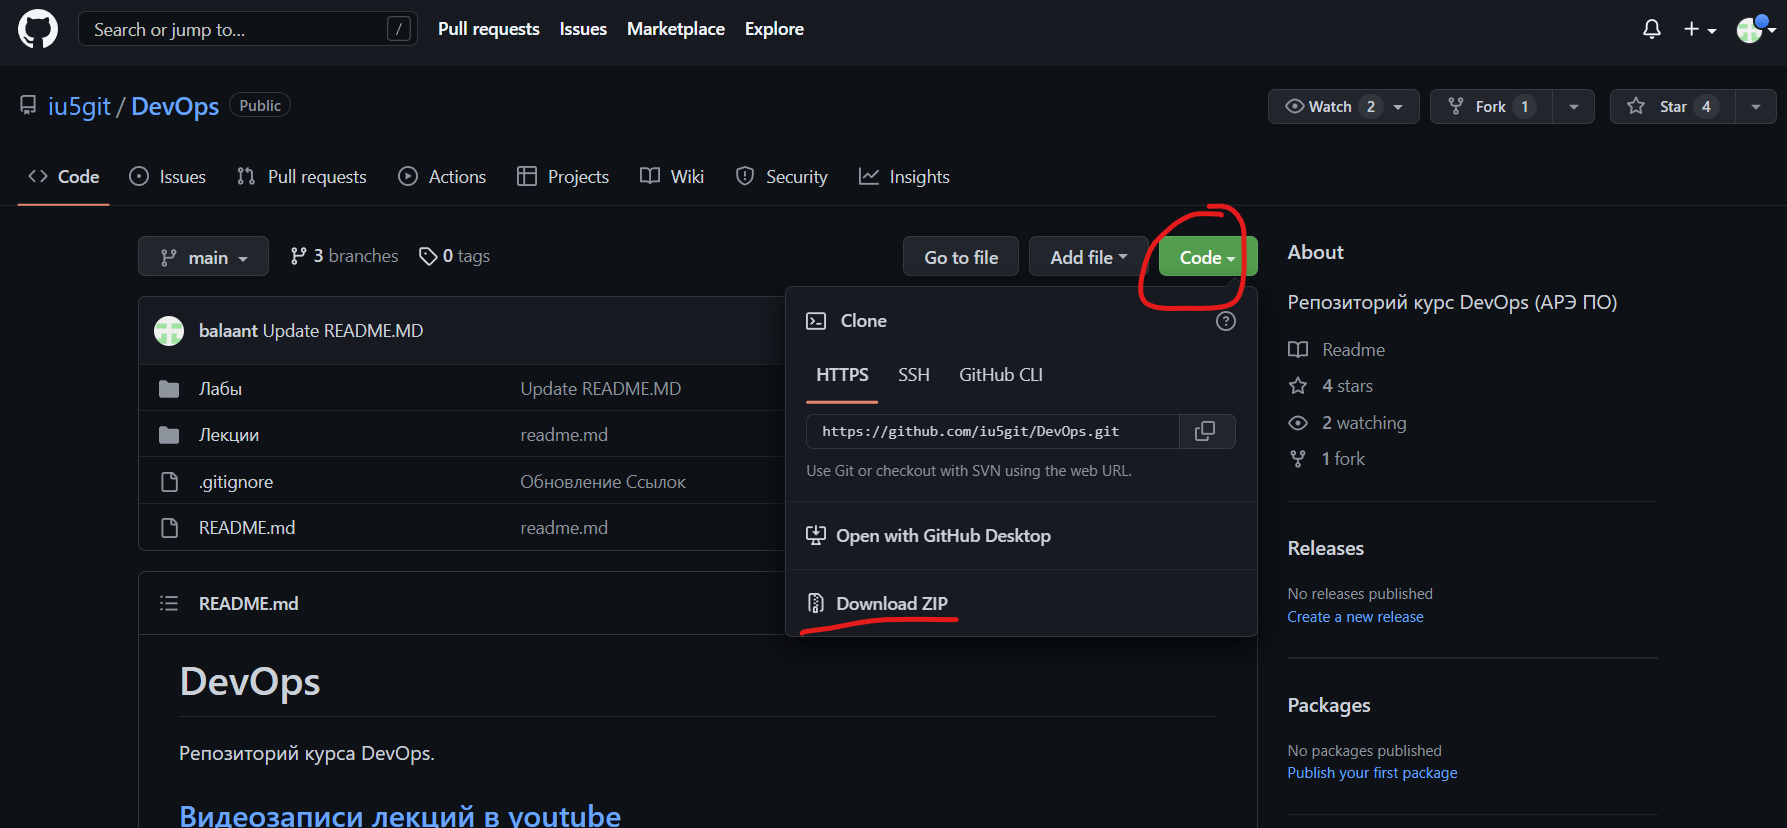 Search or jump to... /
Pull requests Issues Marketplace Explore
iu5git / DevOps Public
Watch 2 Fork 1 Star 4
Code Issues Pull requests Actions Projects Wiki Security Insights
main 3 branches 0 tags Go to file Add file Code
balaant Update README.MD
Лабы Update README.MD
Лекции readme.md
.gitignore Обновление Ссылок
README.md readme.md
Clone
HTTPS SSH GitHub CLI
https://github.com/iu5git/DevOps.git
Use Git or checkout with SVN using the web URL.
Open with GitHub Desktop
Download ZIP
README.md
DevOps
Репозиторий курса DevOps.
Видеозаписи лекций в youtube
About
Репозиторий курс DevOps (АРЭ ПО)
Readme
4 stars
2 watching
1 fork
Releases
No releases published
Create a new release
Packages
No packages published
Publish your first package